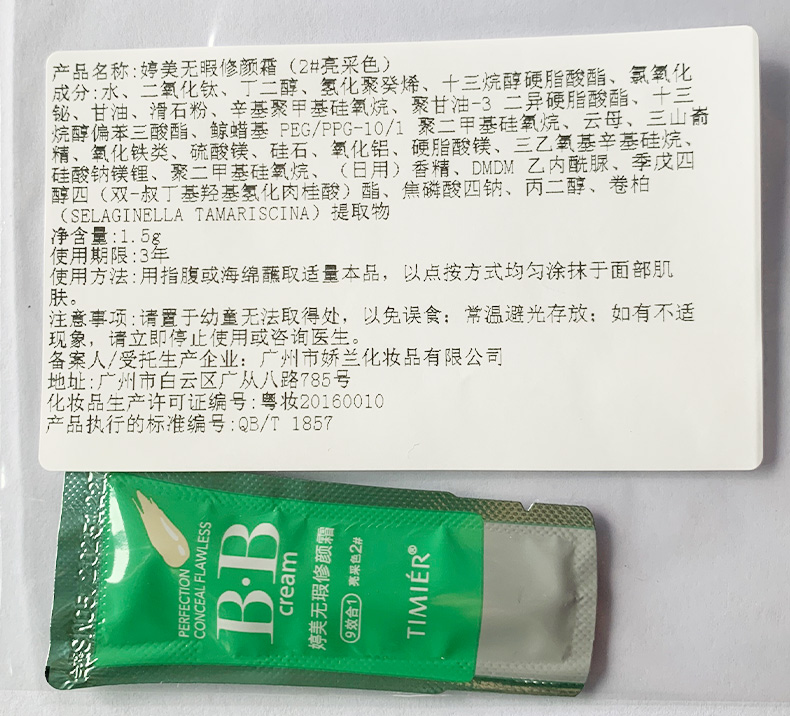 产品名称:婷美无暇修颜霜（2#亮采色）
成分:水、二氧化钛、丁二醇、氢化聚癸烯、十三烷醇硬脂酸酯、氯氧化
铋、甘油、滑石粉、辛基聚甲基硅氧烷、聚甘油-3 二异硬脂酸酯、十三
烷醇偏苯三酸酯、鲸蜡基 PEG/PPG-10/1 聚二甲基硅氧烷、云母、三山嵛
精、氧化铁类、硫酸镁、硅石、氧化铝、硬脂酸镁、三乙氧基辛基硅烷、
硅酸钠镁锂、聚二甲基硅氧烷、（日用）香精、DMDM 乙内酰脲、季戊四
醇四（双-叔丁基羟基氢化肉桂酸）酯、焦磷酸四钠、丙二醇、卷柏
（SELAGINELLA TAMARISCINA）提取物
净含量:1.5g
使用期限:3年
使用方法:用指腹或海绵蘸取适量本品，以点按方式均匀涂抹于面部肌
肤。
注意事项:请置于幼童无法取得处，以免误食；常温避光存放；如有不适
现象，请立即停止使用或咨询医生。
备案人/受托生产企业：广州市娇兰化妆品有限公司
地址:广州市白云区广从八路785号
化妆品生产许可证编号:粤妆20160010
产品执行的标准编号:QB/T 1857
PERFECTION
CONCEAL FLAWLESS
B·B
cream
婷美无瑕修颜霜
9效合1 亮采色2#
TIMIÉR®